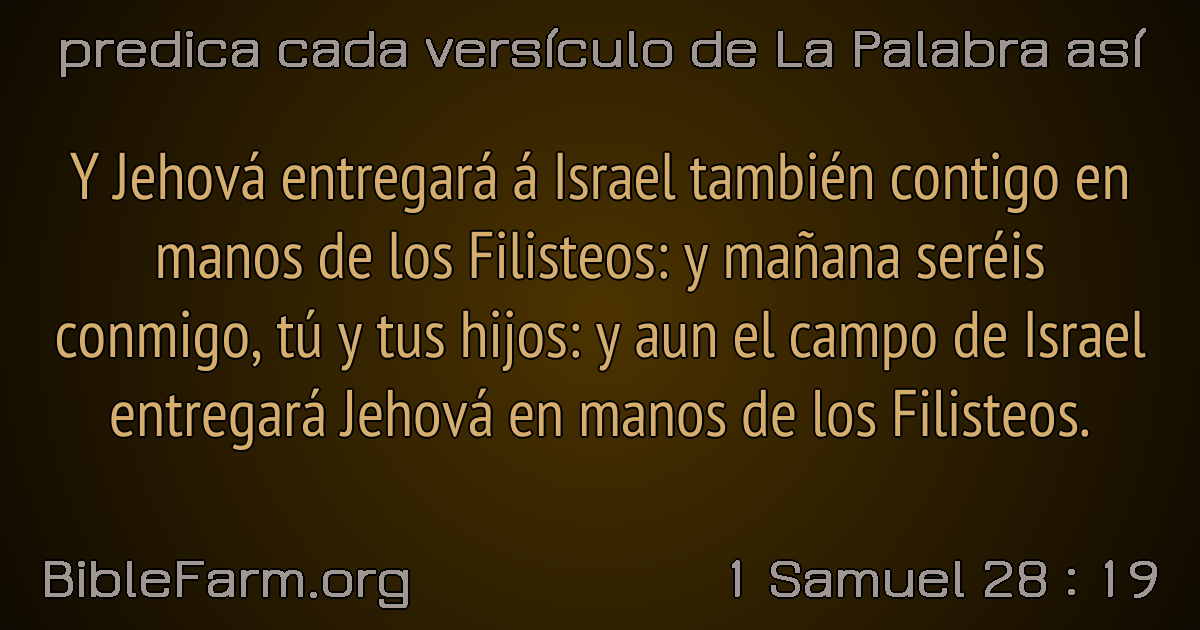 predica cada versículo de La Palabra así
Y Jehová entregará á Israel también contigo en
manos de los Filisteos: y mañana seréis
conmigo, tú y tus hijos: y aun el campo de Israel
entregará Jehová en manos de los Filisteos.
BibleFarm.org
1 Samuel 28 : 19